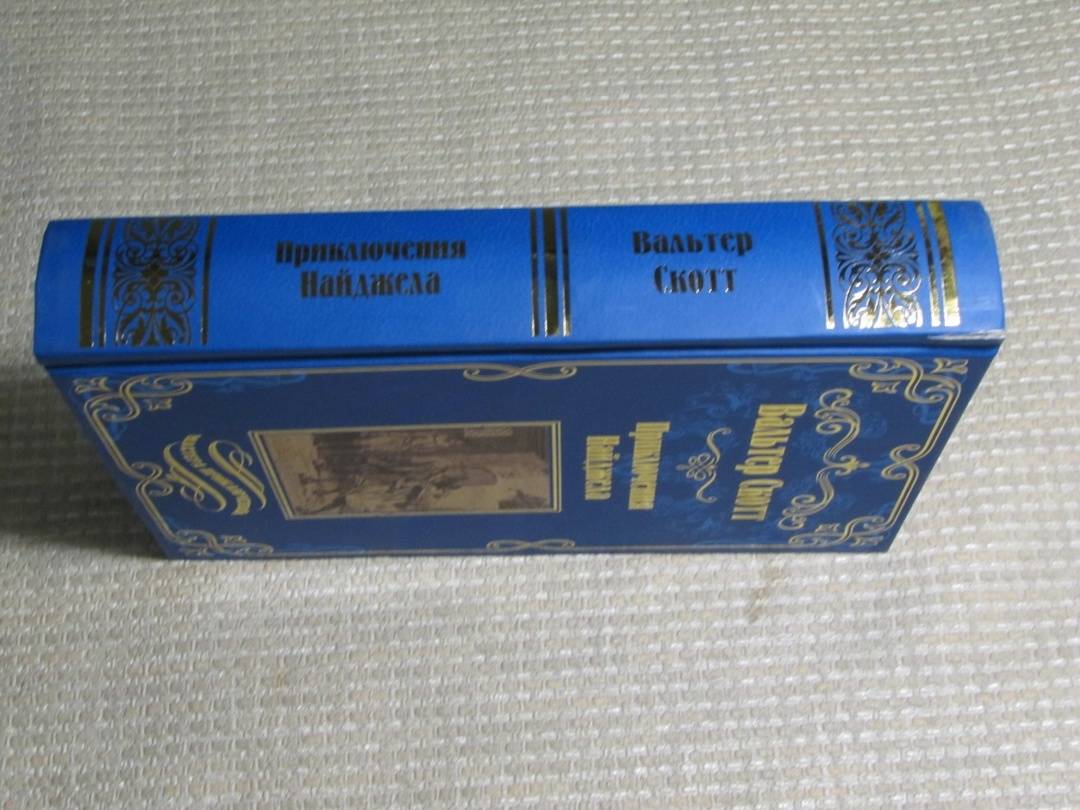 Приключения
Найджела
Вальтер
Скотт
Вальтер Скотт
Приключения
Найджела